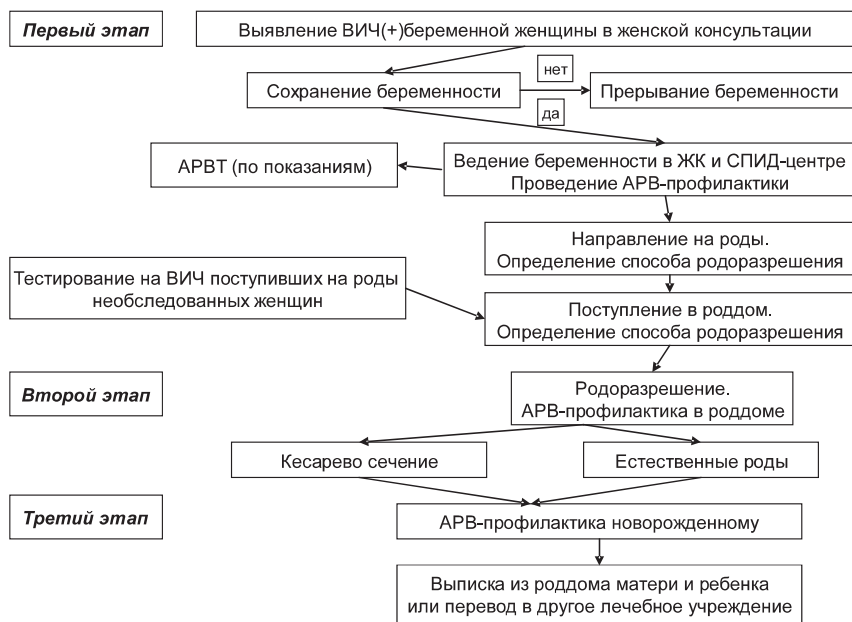 Первый этап
Выявление ВИЧ(+)беременной женщины в женской консультации
нет
Сохранение беременности
Прерывание беременности
да
АРВТ (по показаниям)
Ведение беременности в ЖК и СПИД-центре
Проведение АРВ-профилактики
Направление на роды.
Определение способа родоразрешения
Тестирование на ВИЧ поступивших на роды
необследованных женщин
Поступление в роддом.
Определение способа родоразрешения
Второй этап
Родоразрешение.
АРВ-профилактика в роддоме
Кесарево сечение
Естественные роды
Третий этап
АРВ-профилактика новорожденному
Выписка из роддома матери и ребенка
или перевод в другое лечебное учреждение